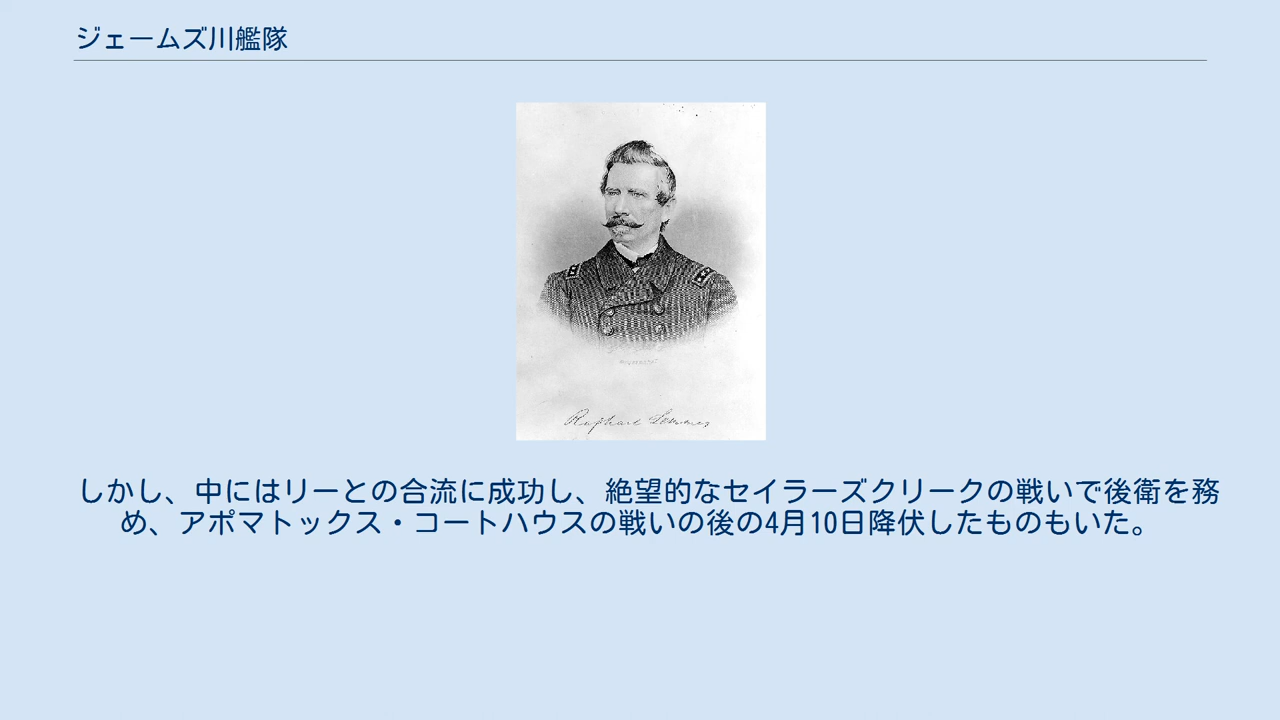 ジェームズ川艦隊
Raphael Semmes
しかし、中にはリーとの合流に成功し、絶望的なセイラーズクリークの戦いで後衛を務
め、アポマトックス・コートハウスの戦いの後の4月10日降伏したものもいた。